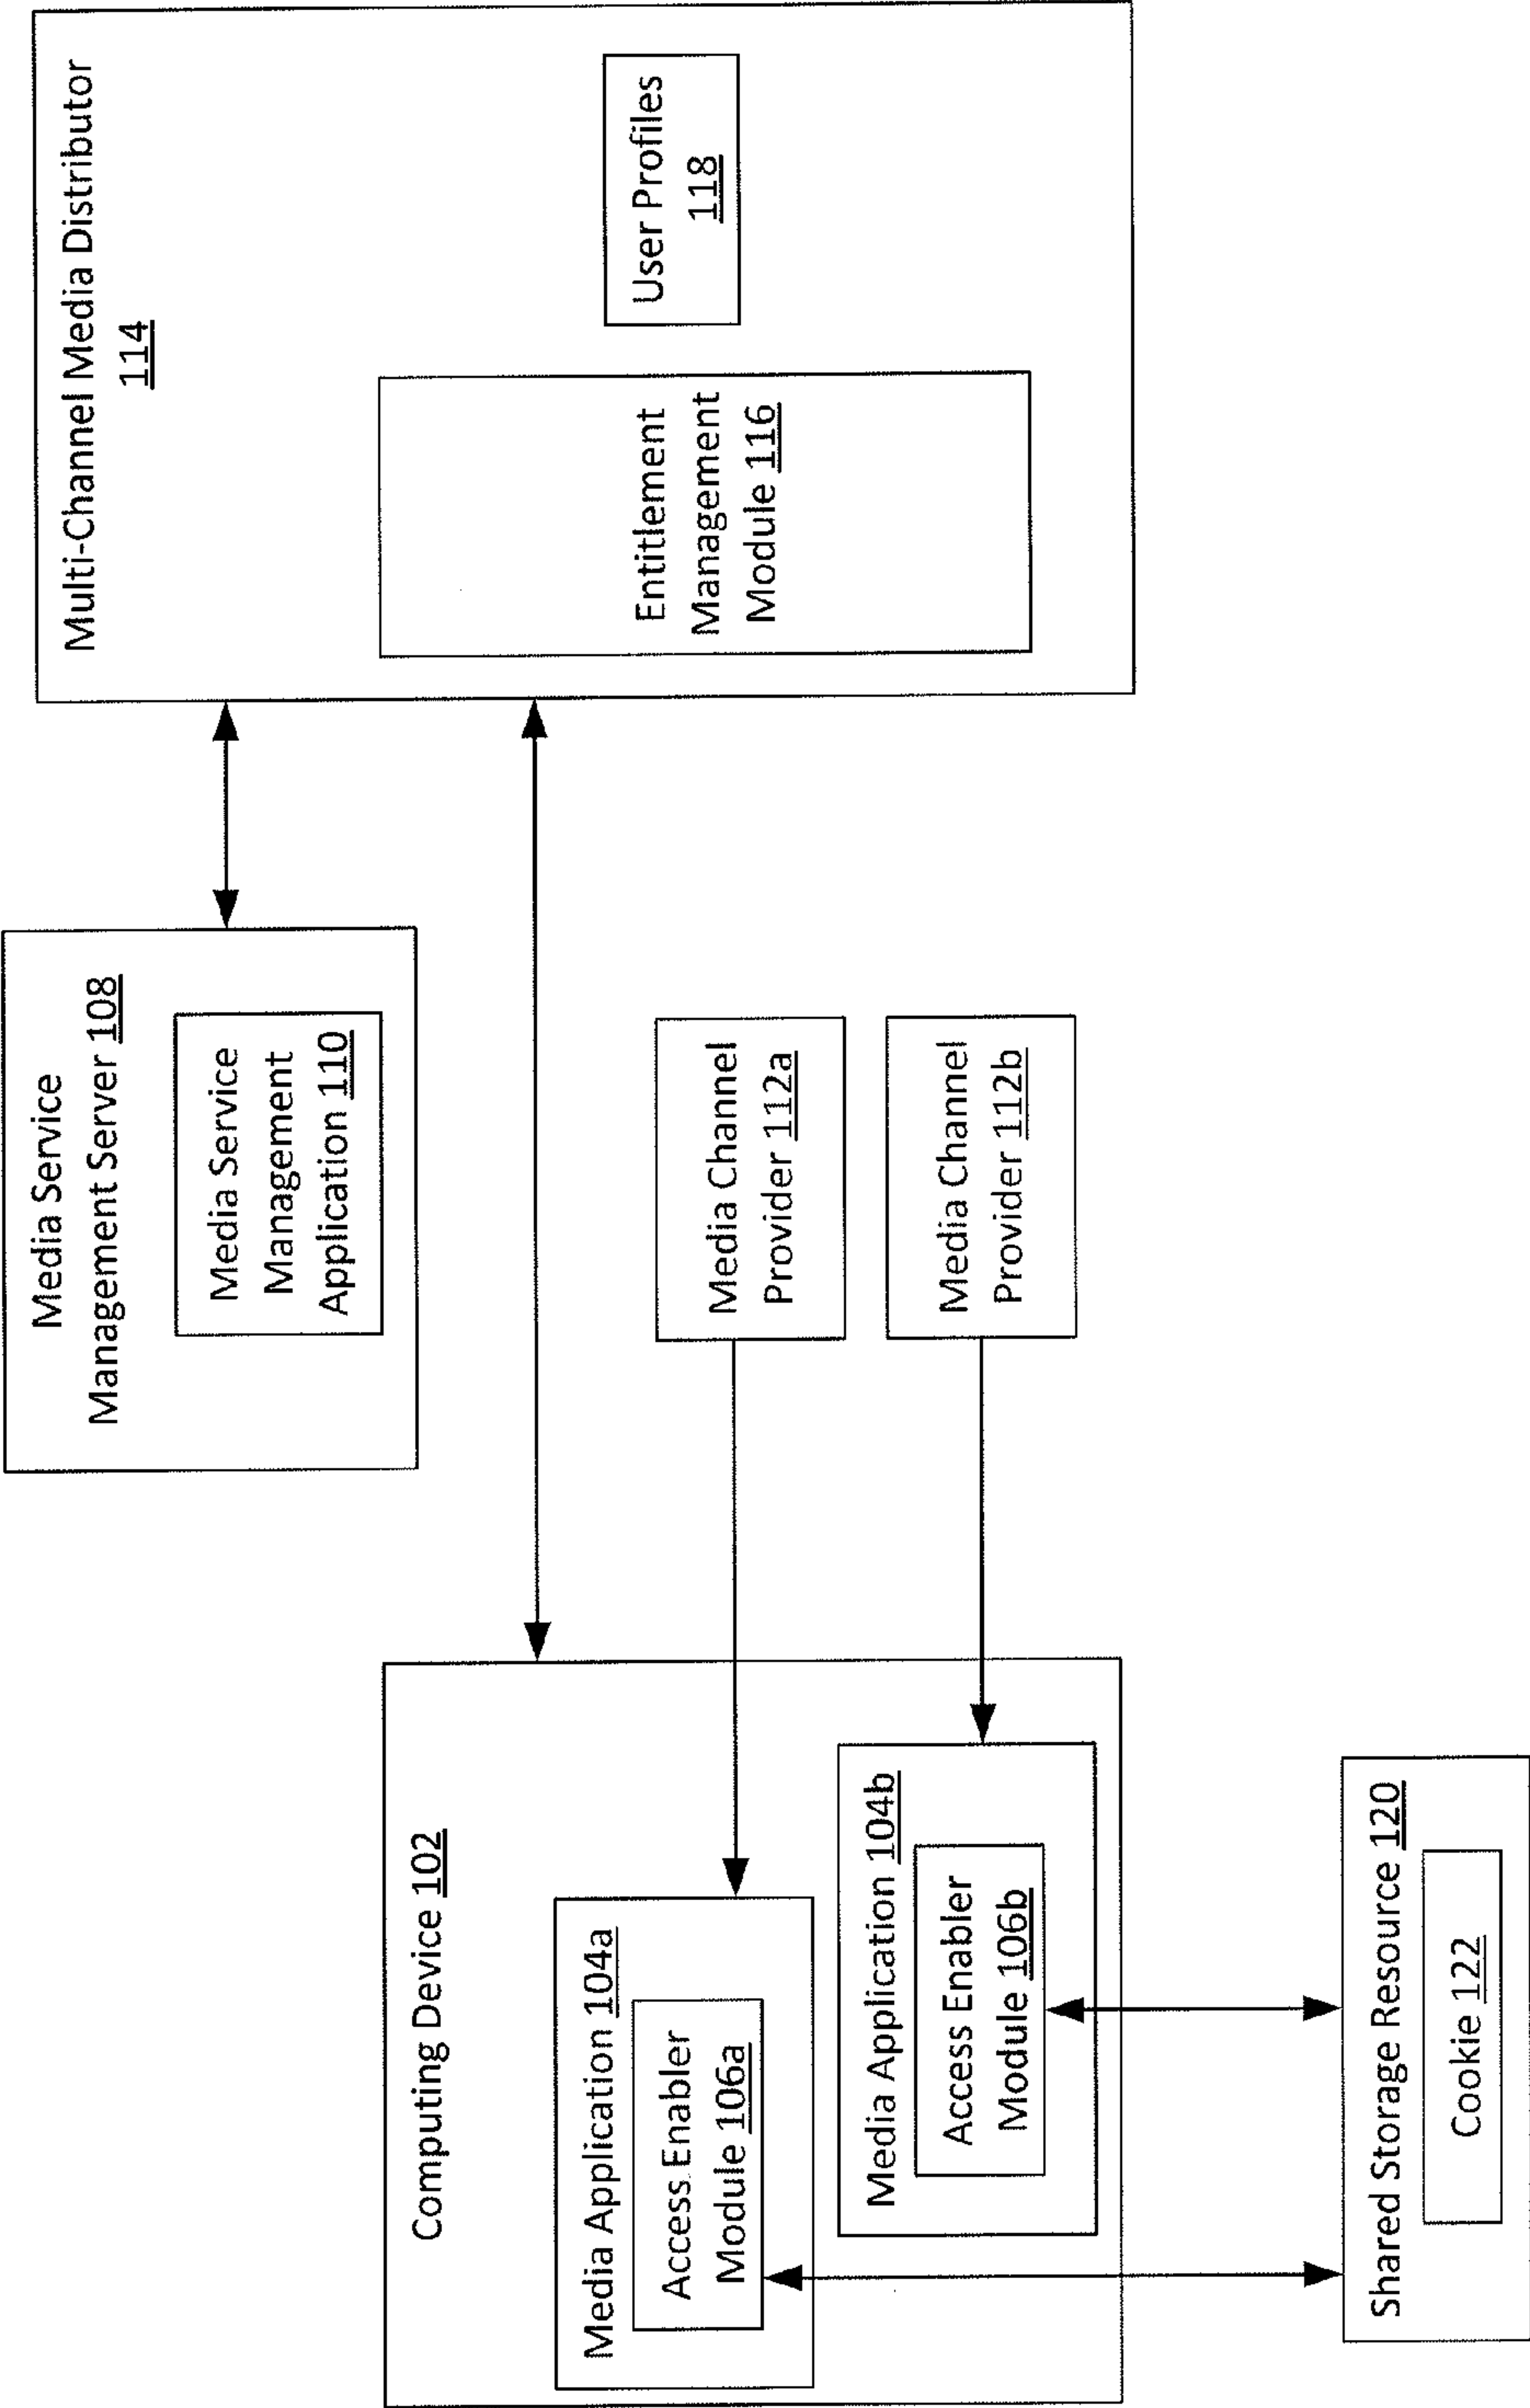 Computing Device 102
Media Application 104a
Access Enabler
Module 106a
Media Application 104b
Access Enabler
Module 106b
Shared Storage Resource 120
Cookie 122
Media Service
Management Server 108
Media Service
Management
Application 110
Media Channel
Provider 112a
Media Channel
Provider 112b
Multi-Channel Media Distributor
114
Entitlement
Management
Module 116
User Profiles
118